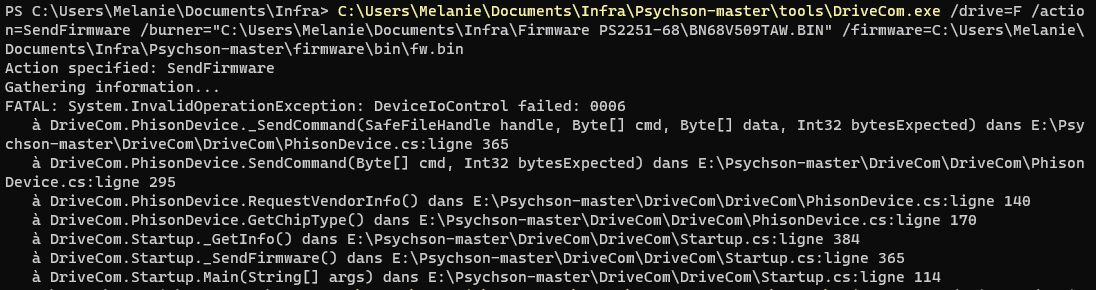 PS C:\Users\Melanie\Documents\Infra> C:\Users\Melanie\Documents\Infra\Psychson-master\tools\DriveCom.exe /drive=F /actio
n=SendFirmware /burner="C:\Users\Melanie\Documents\Infra\Firmware PS2251-68\BN68V509TAW.BIN" /firmware=C:\Users\Melanie\
Documents\Infra\Psychson-master\firmware\bin\fw.bin
Action specified: SendFirmware
Gathering information...
FATAL: System.InvalidOperationException: DeviceIoControl failed: 0006
   à DriveCom.PhisonDevice._SendCommand(SafeFileHandle handle, Byte[] cmd, Byte[] data, Int32 bytesExpected) dans E:\Psy
chson-master\DriveCom\DriveCom\PhisonDevice.cs:ligne 365
   à DriveCom.PhisonDevice.SendCommand(Byte[] cmd, Int32 bytesExpected) dans E:\Psychson-master\DriveCom\DriveCom\Phison
Device.cs:ligne 295
   à DriveCom.PhisonDevice.RequestVendorInfo() dans E:\Psychson-master\DriveCom\DriveCom\PhisonDevice.cs:ligne 140
   à DriveCom.PhisonDevice.GetChipType() dans E:\Psychson-master\DriveCom\DriveCom\PhisonDevice.cs:ligne 170
   à DriveCom.Startup._GetInfo() dans E:\Psychson-master\DriveCom\DriveCom\Startup.cs:ligne 384
   à DriveCom.Startup._SendFirmware() dans E:\Psychson-master\DriveCom\DriveCom\Startup.cs:ligne 365
   à DriveCom.Startup.Main(String[] args) dans E:\Psychson-master\DriveCom\DriveCom\Startup.cs:ligne 114